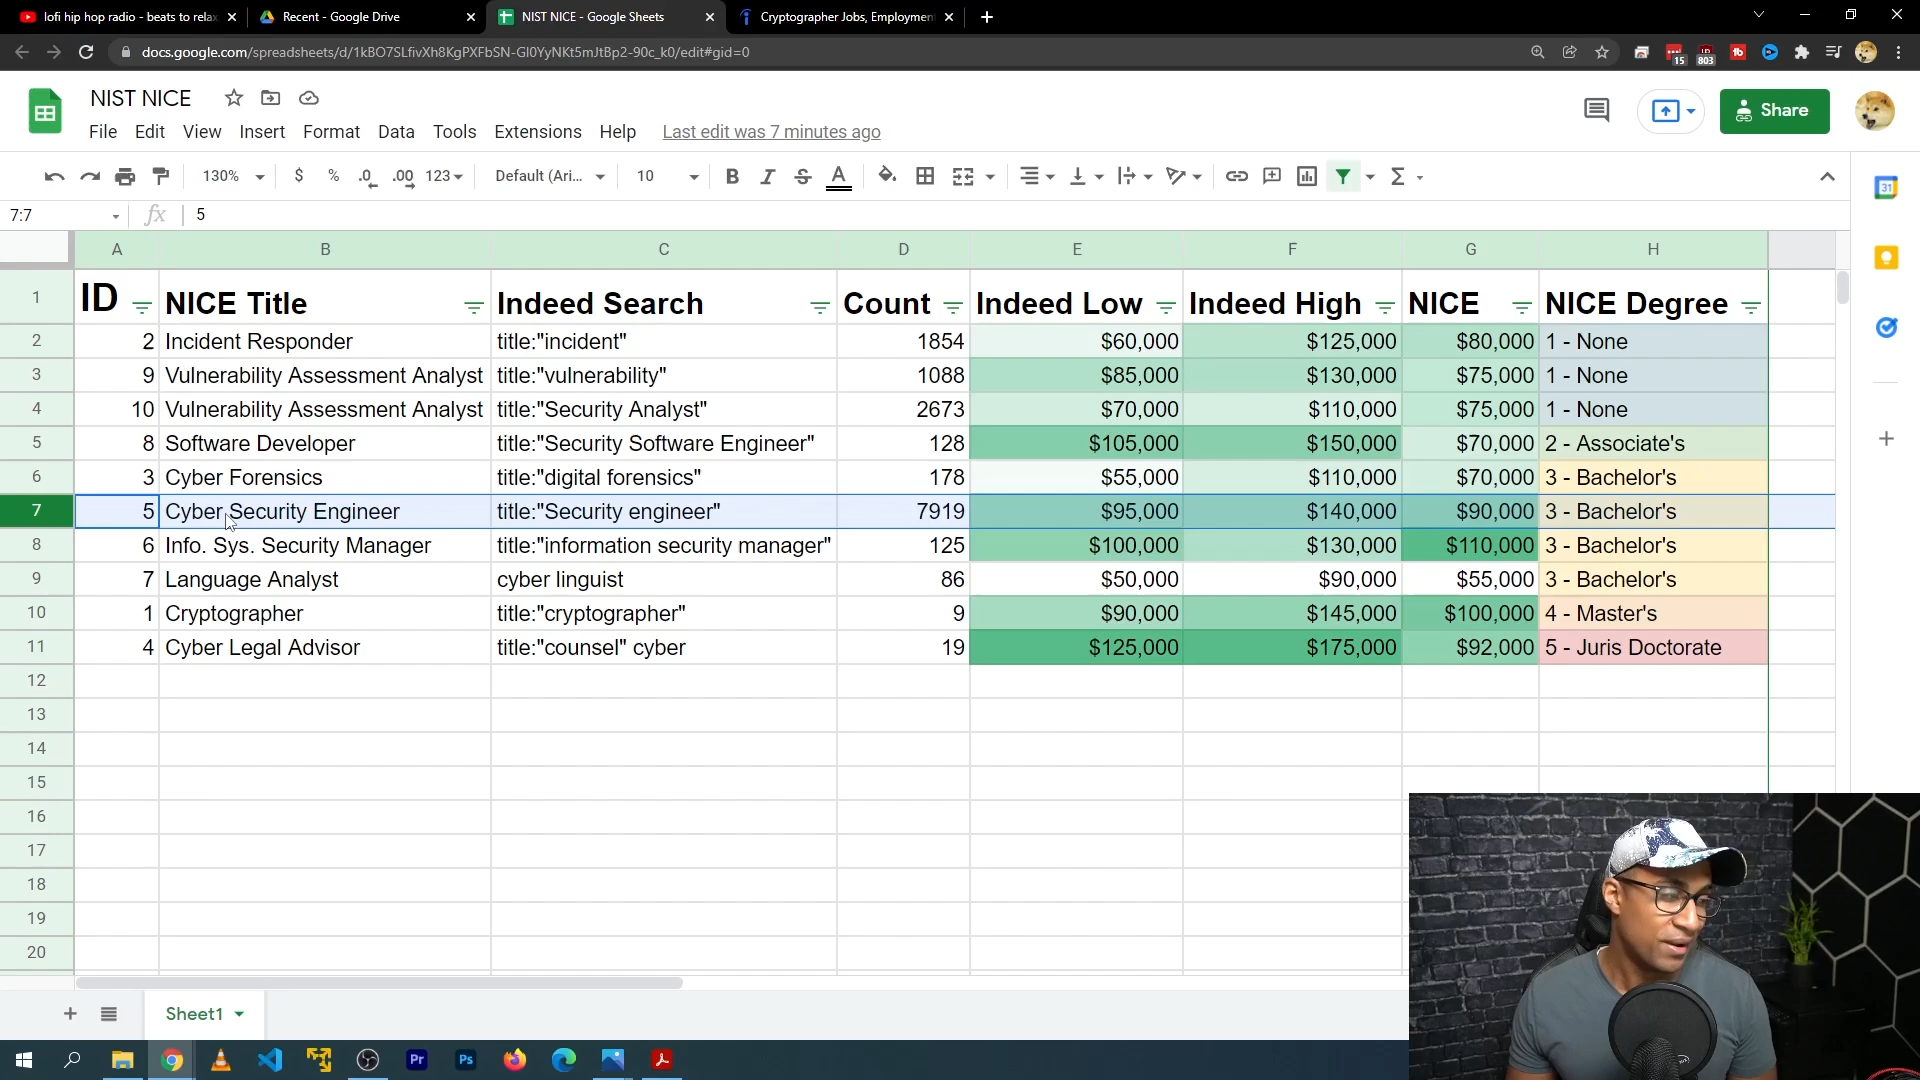 lofi hip hop radio - beats to relax
Recent - Google Drive
NIST NICE - Google Sheets
Cryptographer Jobs, Employment
docs.google.com/spreadsheets/d/1kBO7SLfivXh8KgPXFbSN-Gl0YyNKt5mJtBp2-90c_k0/edit#gid=0
15
803
NIST NICE
File Edit View Insert Format Data Tools Extensions Help Last edit was 7 minutes ago
Share
130% $ % .0 .00 123 Default (Ari... 10 B I S A
31
7:7 fx 5
A B C D E F G H
1 ID NICE Title Indeed Search Count Indeed Low Indeed High NICE NICE Degree
2 2 Incident Responder title:"incident" 1854 $60,000 $125,000 $80,000 1 - None
3 9 Vulnerability Assessment Analyst title:"vulnerability" 1088 $85,000 $130,000 $75,000 1 - None
4 10 Vulnerability Assessment Analyst title:"Security Analyst" 2673 $70,000 $110,000 $75,000 1 - None
5 8 Software Developer title:"Security Software Engineer" 128 $105,000 $150,000 $70,000 2 - Associate's
6 3 Cyber Forensics title:"digital forensics" 178 $55,000 $110,000 $70,000 3 - Bachelor's
7 5 Cyber Security Engineer title:"Security engineer" 7919 $95,000 $140,000 $90,000 3 - Bachelor's
8 6 Info. Sys. Security Manager title:"information security manager" 125 $100,000 $130,000 $110,000 3 - Bachelor's
9 7 Language Analyst cyber linguist 86 $50,000 $90,000 $55,000 3 - Bachelor's
10 1 Cryptographer title:"cryptographer" 9 $90,000 $145,000 $100,000 4 - Master's
11 4 Cyber Legal Advisor title:"counsel" cyber 19 $125,000 $175,000 $92,000 5 - Juris Doctorate
12
13
14
15
16
17
18
19
20
Sheet1
Pr
Ps